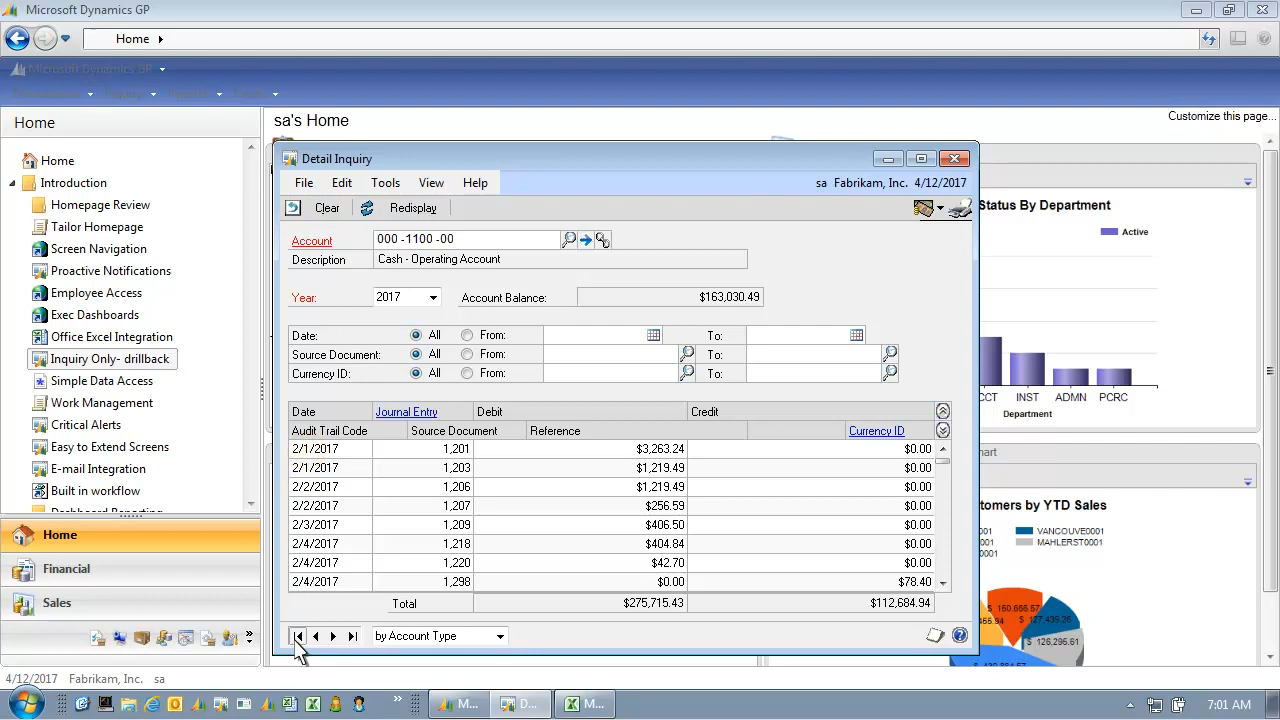 Microsoft Dynamics GP
Home
Microsoft Dynamics GP
Home
sa's Home
Customize this page...
Home
Introduction
Homepage Review
Tailor Homepage
Screen Navigation
Proactive Notifications
Employee Access
Exec Dashboards
Office Excel Integration
Inquiry Only- drillback
Simple Data Access
Work Management
Critical Alerts
Easy to Extend Screens
E-mail Integration
Built in workflow
Dashboard Reporting
Home
Financial
Sales
Detail Inquiry
File Edit Tools View Help
sa Fabrikam, Inc. 4/12/2017
Clear Redisplay
Account 000 -1100 -00
Description Cash - Operating Account
Year: 2017 Account Balance: $163,030.49
Date: All From: To:
Source Document: All From: To:
Currency ID: All From: To:
Date Journal Entry Debit Credit
Audit Trail Code Source Document Reference Currency ID
2/1/2017 1,201 $3,263.24 $0.00
2/1/2017 1,203 $1,219.49 $0.00
2/2/2017 1,206 $1,219.49 $0.00
2/2/2017 1,207 $256.59 $0.00
2/3/2017 1,209 $406.50 $0.00
2/4/2017 1,218 $404.84 $0.00
2/4/2017 1,220 $42.70 $0.00
2/4/2017 1,298 $0.00 $78.40
Total $275,715.43 $112,684.94
by Account Type
Status By Department
Active
INST ADMN PCRC
Department
tomers by YTD Sales
VANCOUVE0001
MAHLERST0001
$ 126,295.61
4/12/2017 Fabrikam, Inc. sa
M... D... M...
7:01 AM